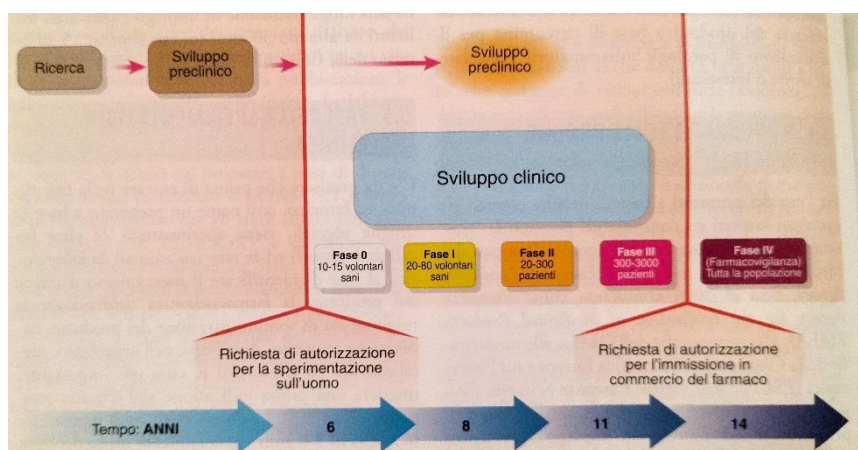 Ricerca
Sviluppo
preclinico
Sviluppo
preclinico
Sviluppo clinico
Fase 0
10-15 volontari
sani
Fase I
20-80 volontari
sani
Fase II
20-300
pazienti
Fase III
300-3000
pazienti
Fase IV
(Farmacovigilanza)
Tutta la popolazione
Richiesta di autorizzazione
per la sperimentazione
sull'uomo
Richiesta di autorizzazione
per l'immissione in
commercio del farmaco
Tempo: ANNI
6
8
11
14